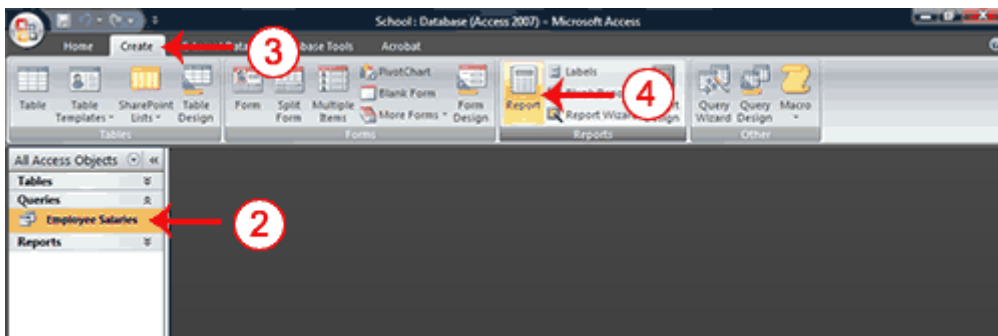 School : Database (Access 2007) - Microsoft Access
Home Create Tools Acrobat
3
Table
Table Templates
SharePoint Lists
Table Design
Tables
Form
Split Form
Multiple Items
PivotChart
Blank Form
More Forms
Form Design
Forms
Report
Labels
Report Wizard
Reports
4
Query Wizard
Query Design
Macro
Other
All Access Objects
Tables
Queries
Employee Salaries
2
Reports